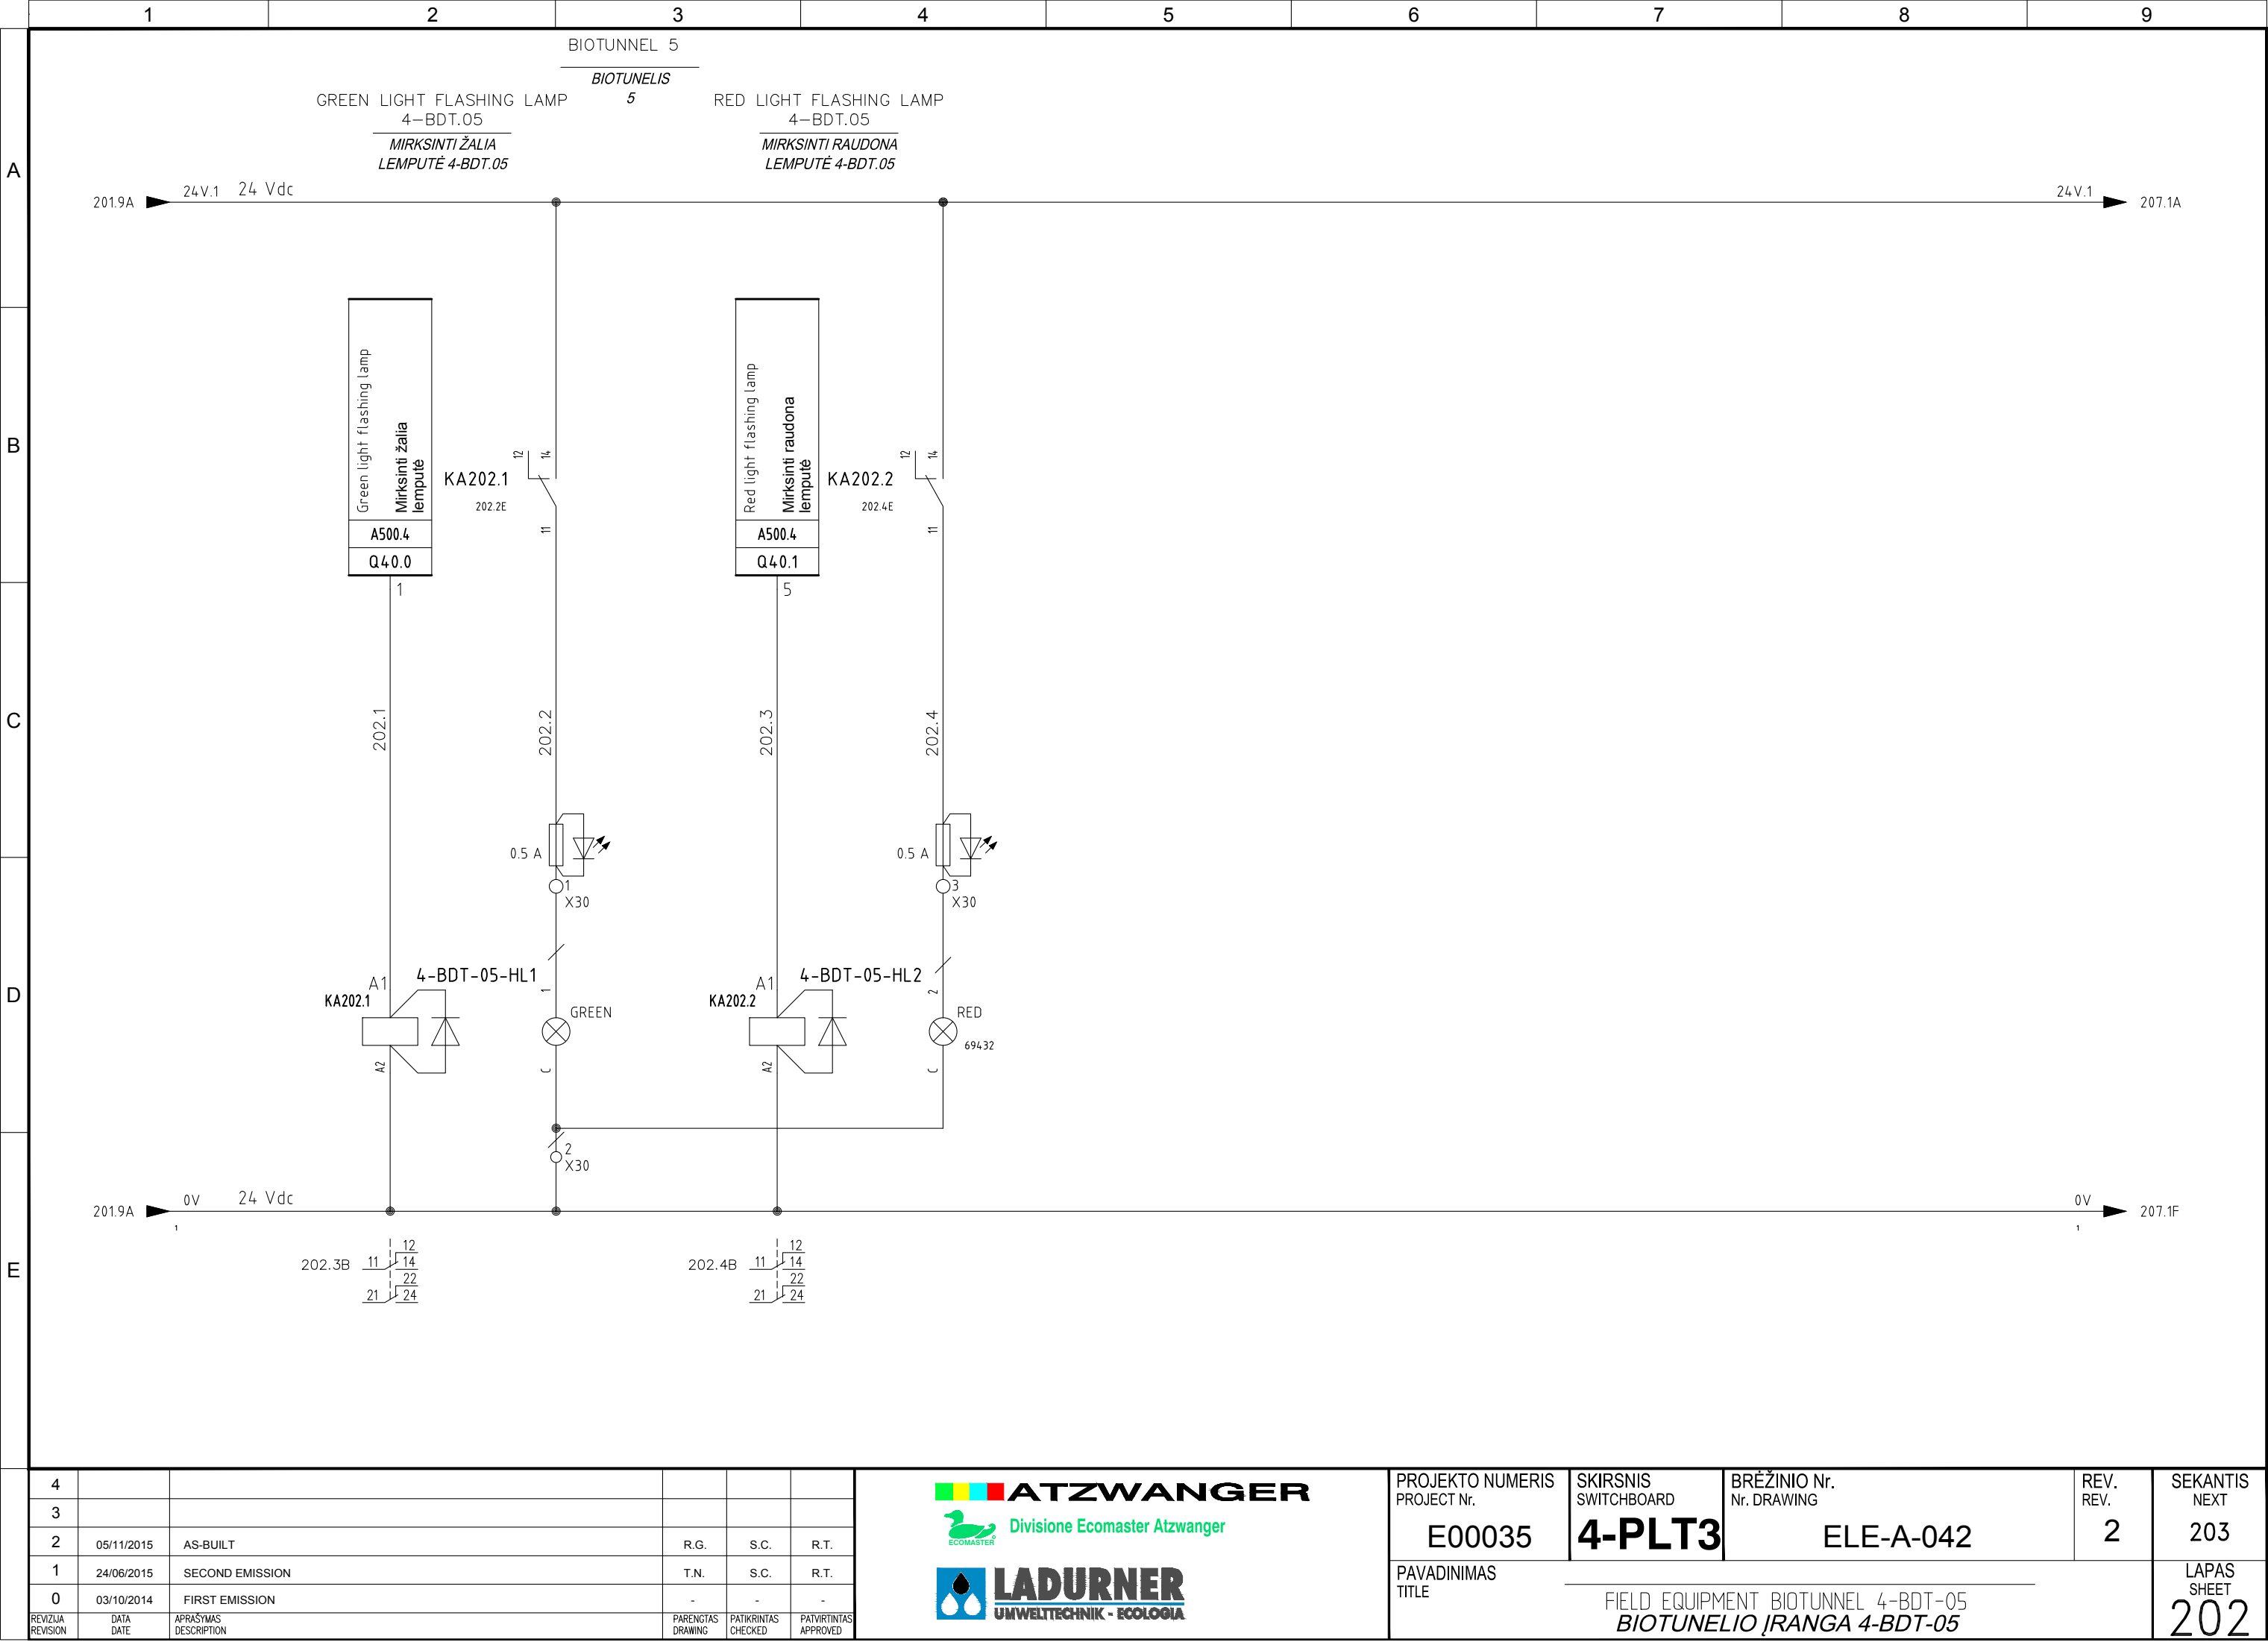 1 2 3 4 5 6 7 8 9
BIOTUNNEL 5
BIOTUNELIS
5
GREEN LIGHT FLASHING LAMP
4-BDT.05
MIRKSINTI ŽALIA
LEMPUTĖ 4-BDT.05
RED LIGHT FLASHING LAMP
4-BDT.05
MIRKSINTI RAUDONA
LEMPUTĖ 4-BDT.05
A
201.9A 24V.1 24 Vdc
24V.1 207.1A
B
Green light flashing lamp
Mirksinti žalia
lemputė
A500.4
Q40.0
1
KA202.1
202.2E
12 14
11
Red light flashing lamp
Mirksinti raudona
lemputė
A500.4
Q40.1
5
KA202.2
202.4E
12 14
11
C
202.1
202.2
202.3
202.4
0.5 A
1
X30
0.5 A
3
X30
D
A1
KA202.1
A2
4-BDT-05-HL1
1
GREEN
C
A1
KA202.2
A2
4-BDT-05-HL2
2
RED
69432
C
2
X30
201.9A 0V 24 Vdc
1
0V 207.1F
1
E
202.3B 11 12
14
22
21 24
202.4B 11 12
14
22
21 24
4
3
2 05/11/2015 AS-BUILT R.G. S.C. R.T.
1 24/06/2015 SECOND EMISSION T.N. S.C. R.T.
0 03/10/2014 FIRST EMISSION - - -
REVIZIJA DATA APRAŠYMAS PARENGTAS PATIKRINTAS PATVIRTINTAS
REVISION DATE DESCRIPTION DRAWING CHECKED APPROVED
ATZWANGER
ECOMASTER
Divisione Ecomaster Atzwanger
LADURNER
UMWELTTECHNIK - ECOLOGIA
PROJEKTO NUMERIS
PROJECT Nr.
E00035
SKIRSNIS
SWITCHBOARD
4-PLT3
BRĖŽINIO Nr.
Nr. DRAWING
ELE-A-042
REV.
REV.
2
SEKANTIS
NEXT
203
PAVADINIMAS
TITLE
FIELD EQUIPMENT BIOTUNNEL 4-BDT-05
BIOTUNELIO ĮRANGA 4-BDT-05
LAPAS
SHEET
202